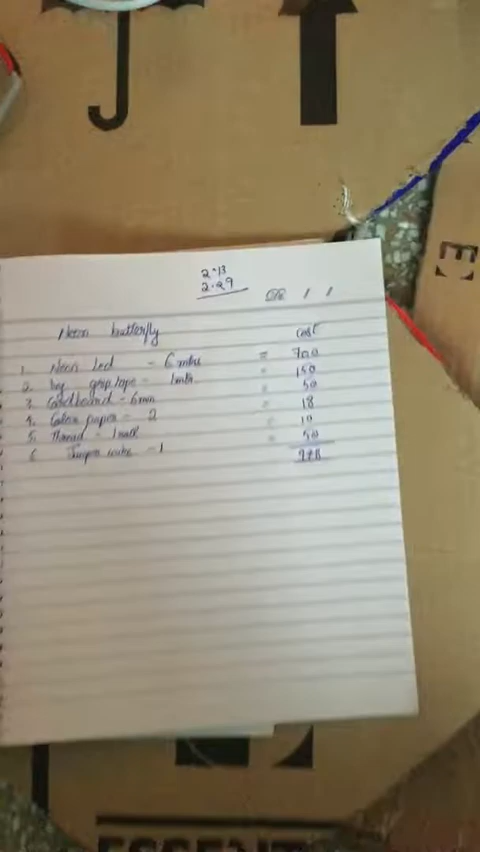 2.13
2.29
Neon butterfly cost
1. Neon Led - 6 mtrs = 700
2. grip tape - 1mtr = 150
3. Cardboard - 6mm = 50
4. Colour paper = 2 = 18
5. Thread - 1 roll = 10
6 Jumper wire - 1 = 50
978
E
ESSENT